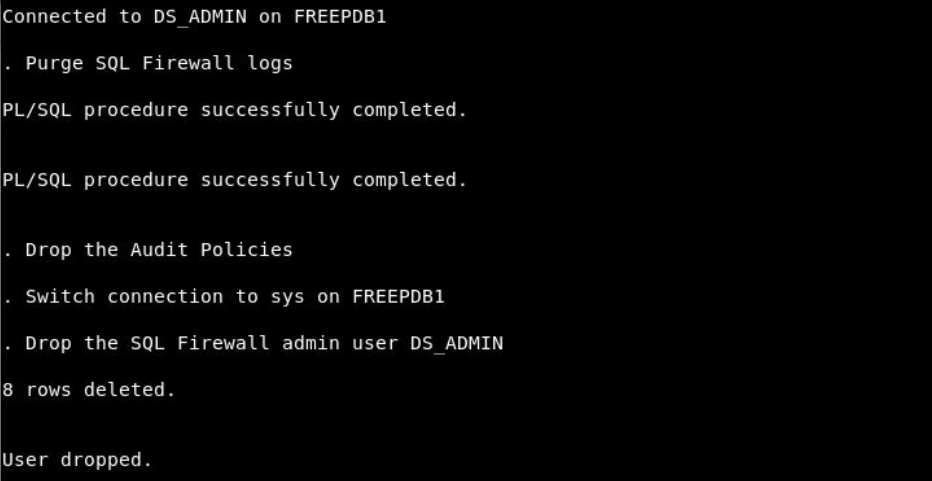 Connected to DS_ADMIN on FREEPDB1
. Purge SQL Firewall logs
PL/SQL procedure successfully completed.
PL/SQL procedure successfully completed.
. Drop the Audit Policies
. Switch connection to sys on FREEPDB1
. Drop the SQL Firewall admin user DS_ADMIN
8 rows deleted.
User dropped.